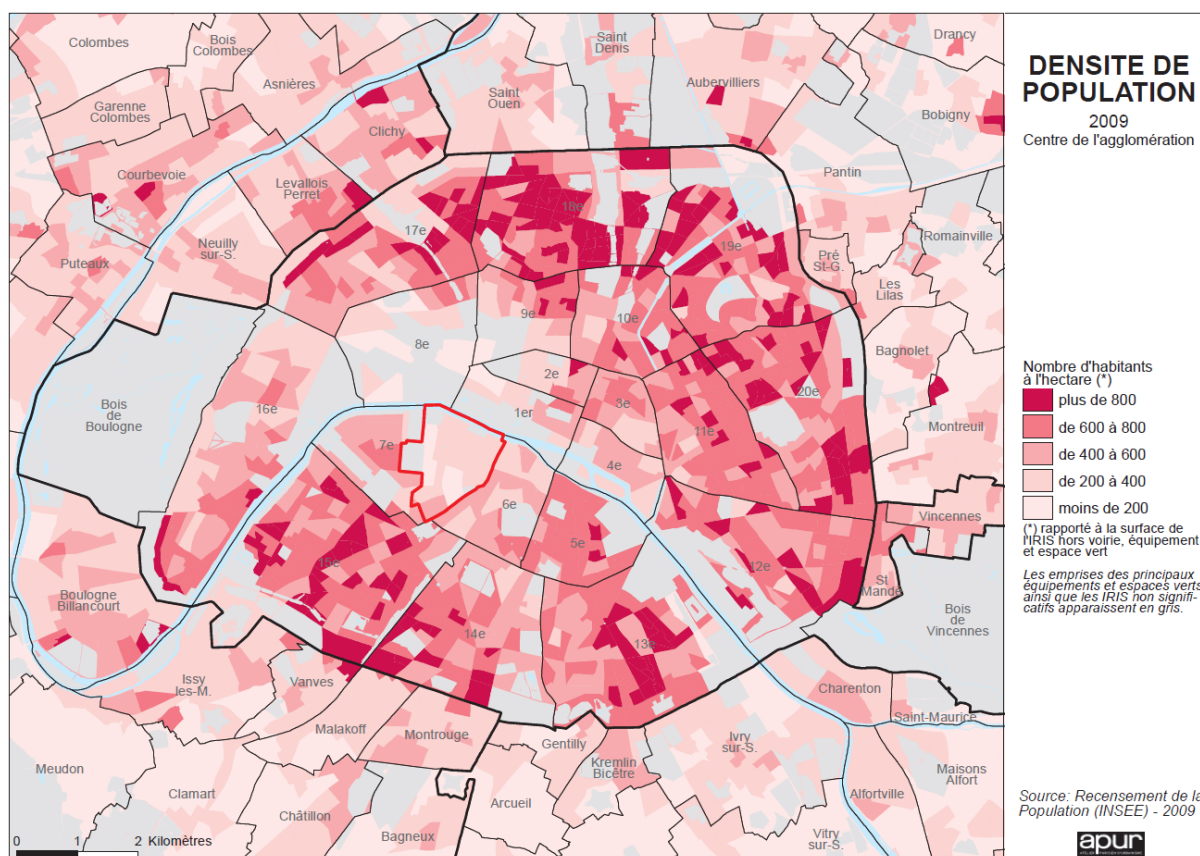 DENSITE DE
POPULATION
2009
Centre de l'agglomération
Nombre d'habitants
à l'hectare (*)
plus de 800
de 600 à 800
de 400 à 600
de 200 à 400
moins de 200
(*) rapporté à la surface de
l'IRIS hors voirie, équipement
et espace vert
Les emprises des principaux
équipements et espaces verts
ainsi que les IRIS non signifi-
catifs apparaissent en gris.
Source: Recensement de la
Population (INSEE) - 2009
apur
Colombes
Bois
Colombes
Asnières
Garenne
Colombes
Courbevoie
Clichy
Levallois
Perret
Neuilly
sur-S.
Puteaux
Saint
Ouen
Saint
Denis
Aubervilliers
Drancy
Bobigny
Pantin
Romainville
Pré
St-G.
Les
Lilas
Bagnolet
Montreuil
Vincennes
St
Mandé
Bois
de
Vincennes
Bois
de
Boulogne
17e
18e
19e
9e
10e
8e
2e
3e
1er
20e
11e
16e
7e
4e
6e
5e
12e
15e
14e
13e
Boulogne
Billancourt
Issy
les-M.
Vanves
Malakoff
Montrouge
Gentilly
Kremlin
Bicêtre
Ivry
sur-S.
Charenton
Saint-Maurice
Maisons
Alfort
Alfortville
Vitry
sur-S.
Arcueil
Bagneux
Châtillon
Clamart
Meudon
0 1 2 Kilomètres